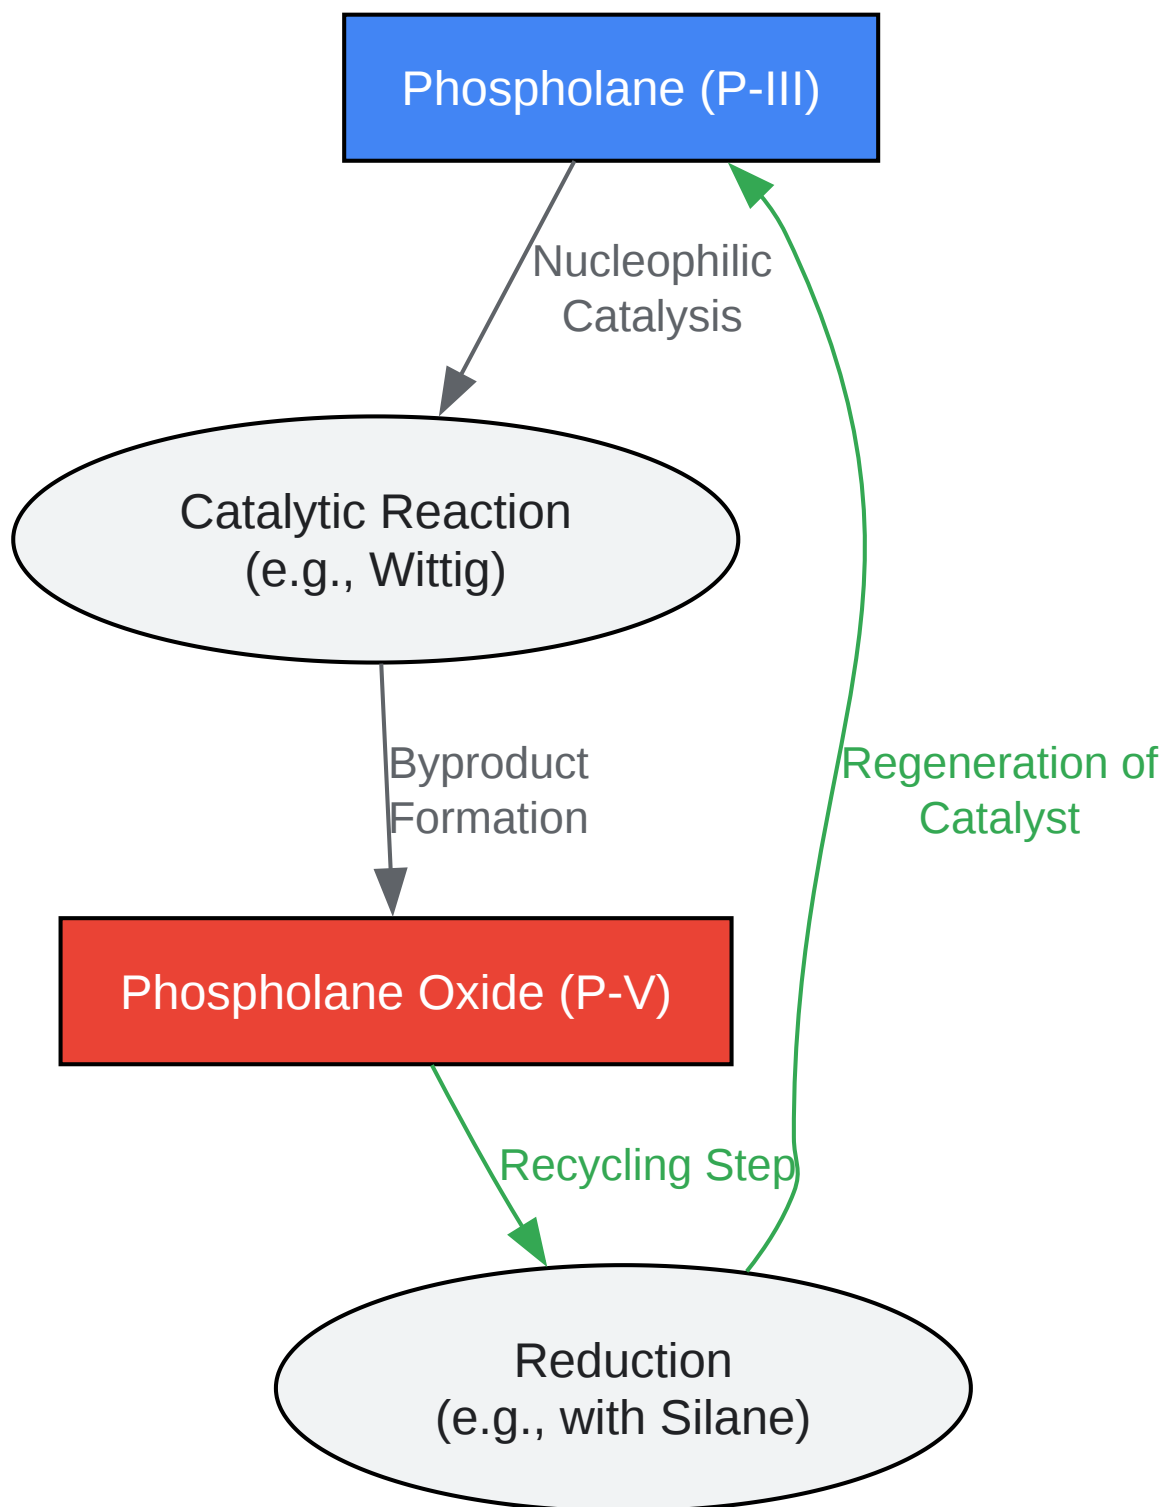 Phospholane (P-III)
Nucleophilic
Catalysis
Catalytic Reaction
(e.g., Wittig)
Byproduct
Formation
Regeneration of
Catalyst
Phospholane Oxide (P-V)
Recycling Step
Reduction
(e.g., with Silane)